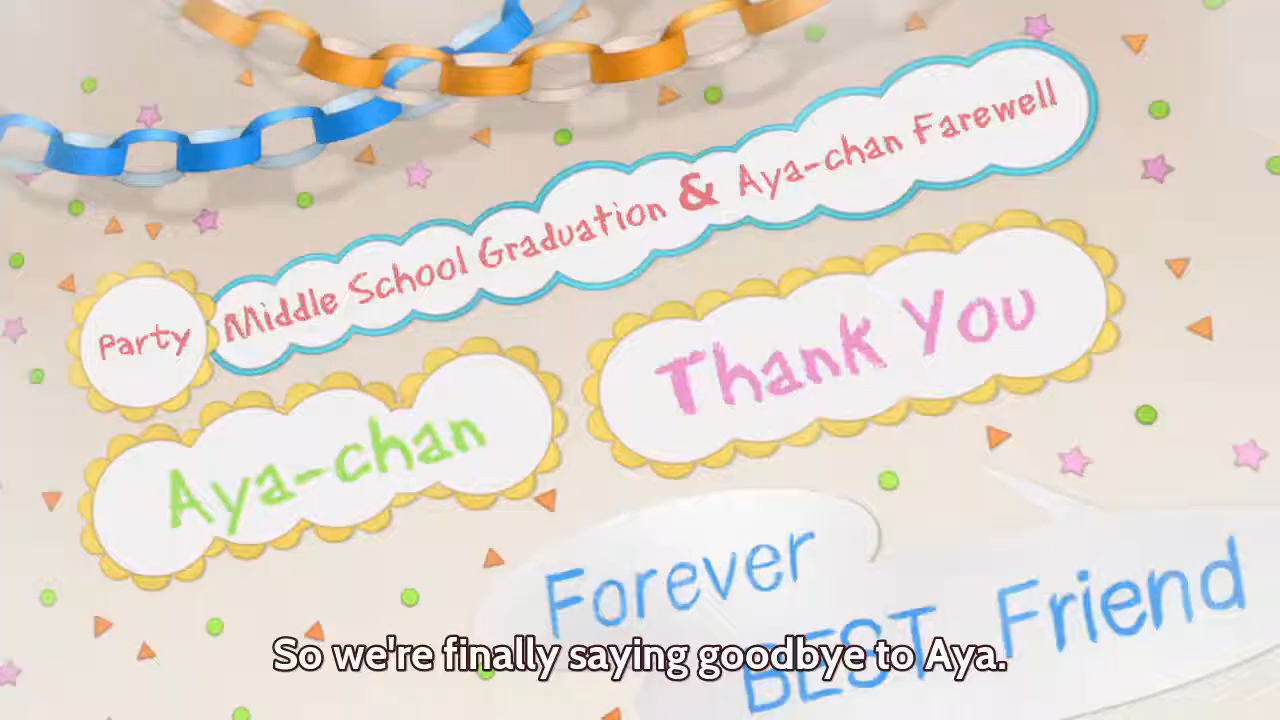 Middle School Graduation & Aya-chan Farewell
Party
Thank You
Aya-chan
Forever
BEST Friend
So we're finally saying goodbye to Aya.